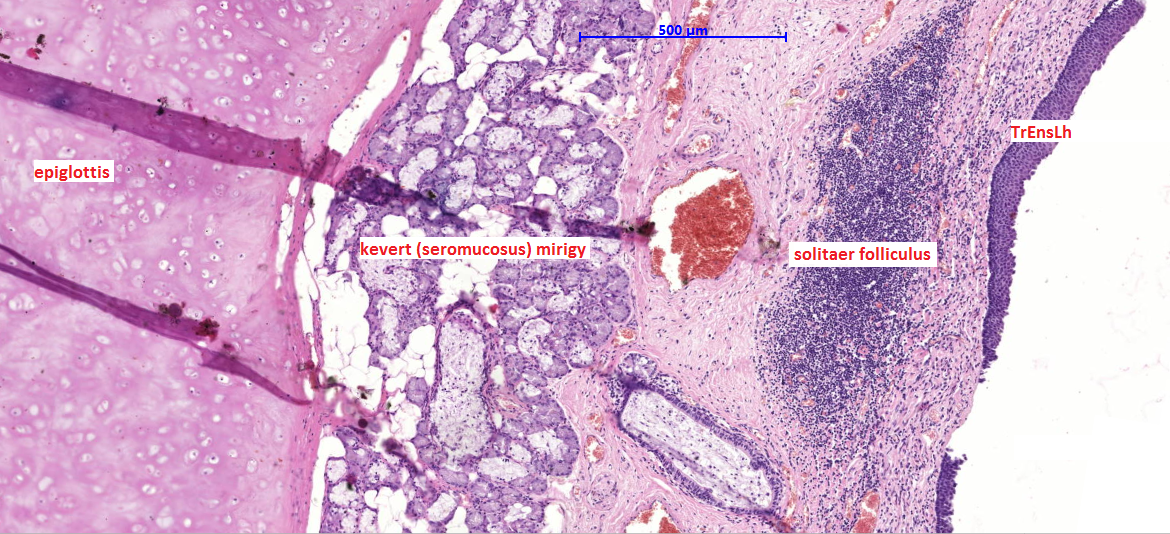 500 µm
TrEnsLh
epiglottis
kevert (seromucosus) mirigy
solitaer folliculus